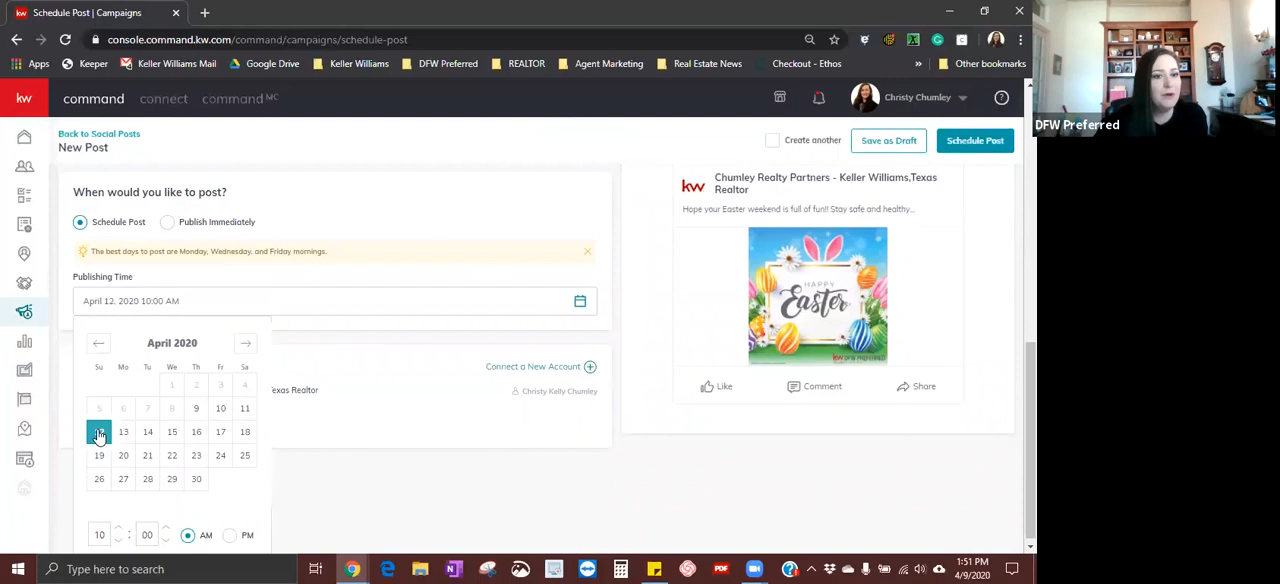 Schedule Post | Campaigns
console.command.kw.com/command/campaigns/schedule-post
Apps Keeper Keller Williams Mail Google Drive Keller Williams DFW Preferred REALTOR Agent Marketing Real Estate News Checkout - Ethos » Other bookmarks
kw command connect command MC Christy Chumley
DFW Preferred
Back to Social Posts
New Post
Create another Save as Draft Schedule Post
When would you like to post?
Schedule Post Publish Immediately
The best days to post are Monday, Wednesday, and Friday mornings.
Publishing Time
April 12, 2020 10:00 AM
April 2020
Su Mo Tu We Th Fr Sa
1 2 3 4
5 6 7 8 9 10 11
12 13 14 15 16 17 18
19 20 21 22 23 24 25
26 27 28 29 30
10 : 00 AM PM
Connect a New Account
exas Realtor
Christy Kelly Chumley
kw Chumley Realty Partners - Keller Williams,Texas
Realtor
Hope your Easter weekend is full of fun!! Stay safe and healthy...
HAPPY
Easter
kw DFW PREFERRED
Like Comment Share
Type here to search
PDF
1:51 PM
4/9/2020